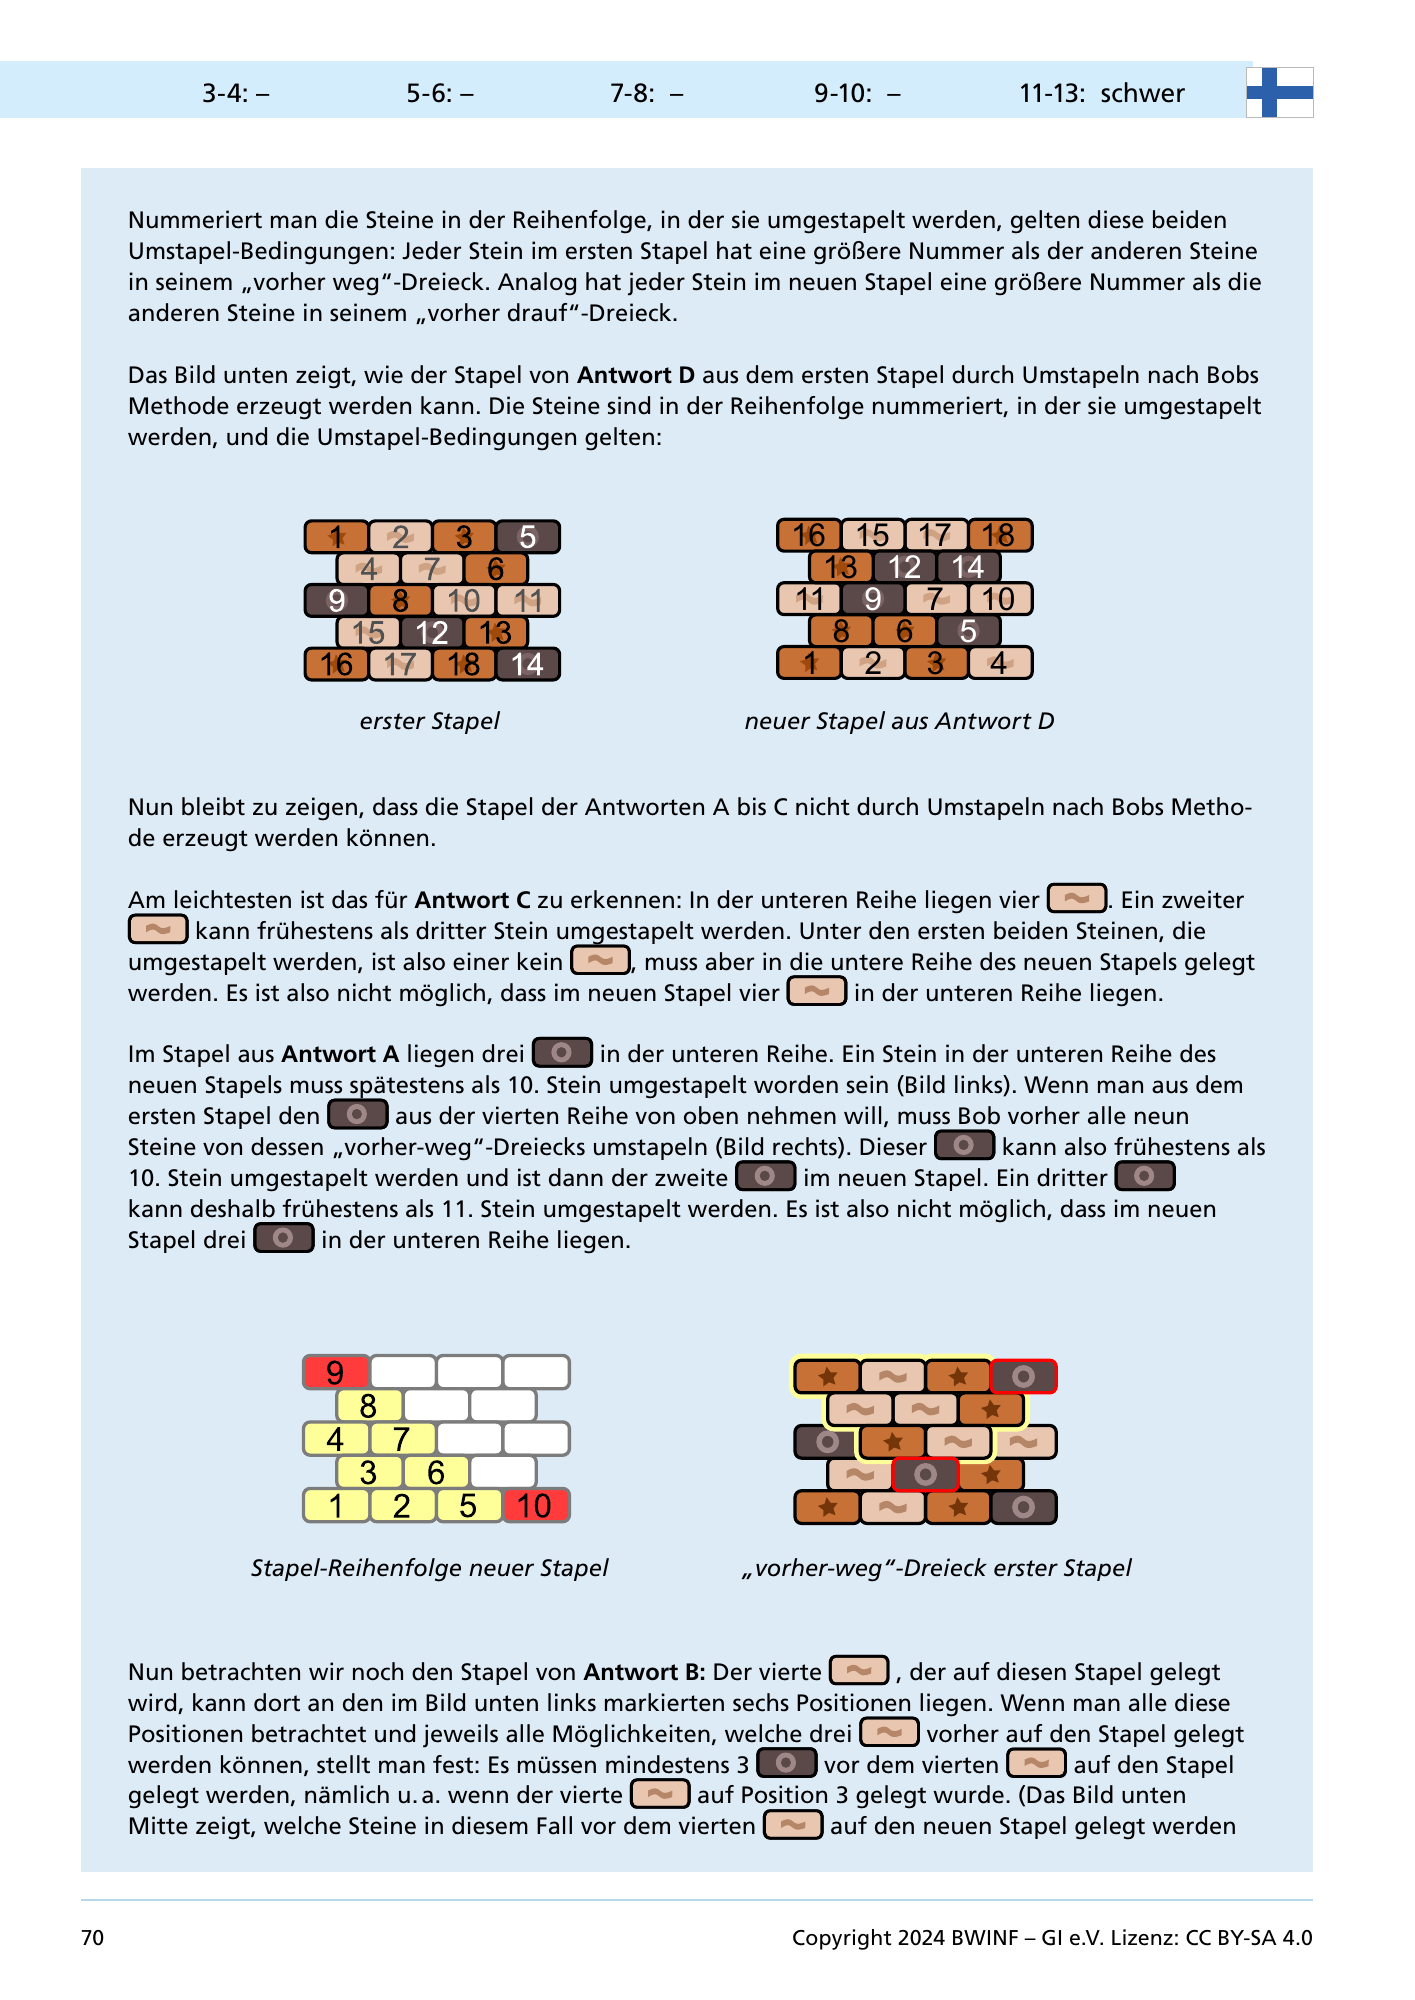 3-4: – 5-6: – 7-8: – 9-10: – 11-13: schwer
Nummeriert man die Steine in der Reihenfolge, in der sie umgestapelt werden, gelten diese beiden
Umstapel-Bedingungen: Jeder Stein im ersten Stapel hat eine größere Nummer als der anderen Steine
in seinem „vorher weg“-Dreieck. Analog hat jeder Stein im neuen Stapel eine größere Nummer als die
anderen Steine in seinem „vorher drauf“-Dreieck.
Das Bild unten zeigt, wie der Stapel von Antwort D aus dem ersten Stapel durch Umstapeln nach Bobs
Methode erzeugt werden kann. Die Steine sind in der Reihenfolge nummeriert, in der sie umgestapelt
werden, und die Umstapel-Bedingungen gelten:
1 2 3 5
4 7 6
9 8 10 11
15 12 13
16 17 18 14
erster Stapel
16 15 17 18
13 12 14
11 9 7 10
8 6 5
1 2 3 4
neuer Stapel aus Antwort D
Nun bleibt zu zeigen, dass die Stapel der Antworten A bis C nicht durch Umstapeln nach Bobs Metho-
de erzeugt werden können.
Am leichtesten ist das für Antwort C zu erkennen: In der unteren Reihe liegen vier . Ein zweiter
kann frühestens als dritter Stein umgestapelt werden. Unter den ersten beiden Steinen, die
umgestapelt werden, ist also einer kein , muss aber in die untere Reihe des neuen Stapels gelegt
werden. Es ist also nicht möglich, dass im neuen Stapel vier in der unteren Reihe liegen.
Im Stapel aus Antwort A liegen drei in der unteren Reihe. Ein Stein in der unteren Reihe des
neuen Stapels muss spätestens als 10. Stein umgestapelt worden sein (Bild links). Wenn man aus dem
ersten Stapel den aus der vierten Reihe von oben nehmen will, muss Bob vorher alle neun
Steine von dessen „vorher-weg“-Dreiecks umstapeln (Bild rechts). Dieser kann also frühestens als
10. Stein umgestapelt werden und ist dann der zweite im neuen Stapel. Ein dritter
kann deshalb frühestens als 11. Stein umgestapelt werden. Es ist also nicht möglich, dass im neuen
Stapel drei in der unteren Reihe liegen.
9
8
4 7
3 6
1 2 5 10
Stapel-Reihenfolge neuer Stapel
„vorher-weg“-Dreieck erster Stapel
Nun betrachten wir noch den Stapel von Antwort B: Der vierte , der auf diesen Stapel gelegt
wird, kann dort an den im Bild unten links markierten sechs Positionen liegen. Wenn man alle diese
Positionen betrachtet und jeweils alle Möglichkeiten, welche drei vorher auf den Stapel gelegt
werden können, stellt man fest: Es müssen mindestens 3 vor dem vierten auf den Stapel
gelegt werden, nämlich u. a. wenn der vierte auf Position 3 gelegt wurde. (Das Bild unten
Mitte zeigt, welche Steine in diesem Fall vor dem vierten auf den neuen Stapel gelegt werden
70 Copyright 2024 BWINF – GI e.V. Lizenz: CC BY-SA 4.0